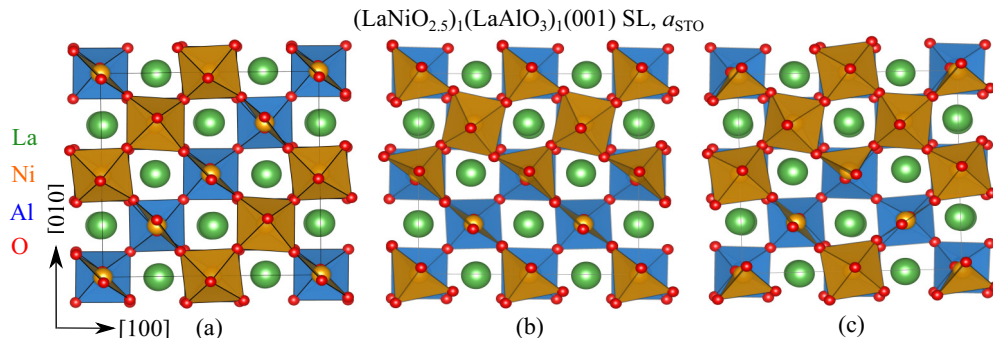 (LaNiO2.5)1(LaAlO3)1(001) SL, aSTO
La
Ni
Al
O
[010]
[100]
(a)
(b)
(c)